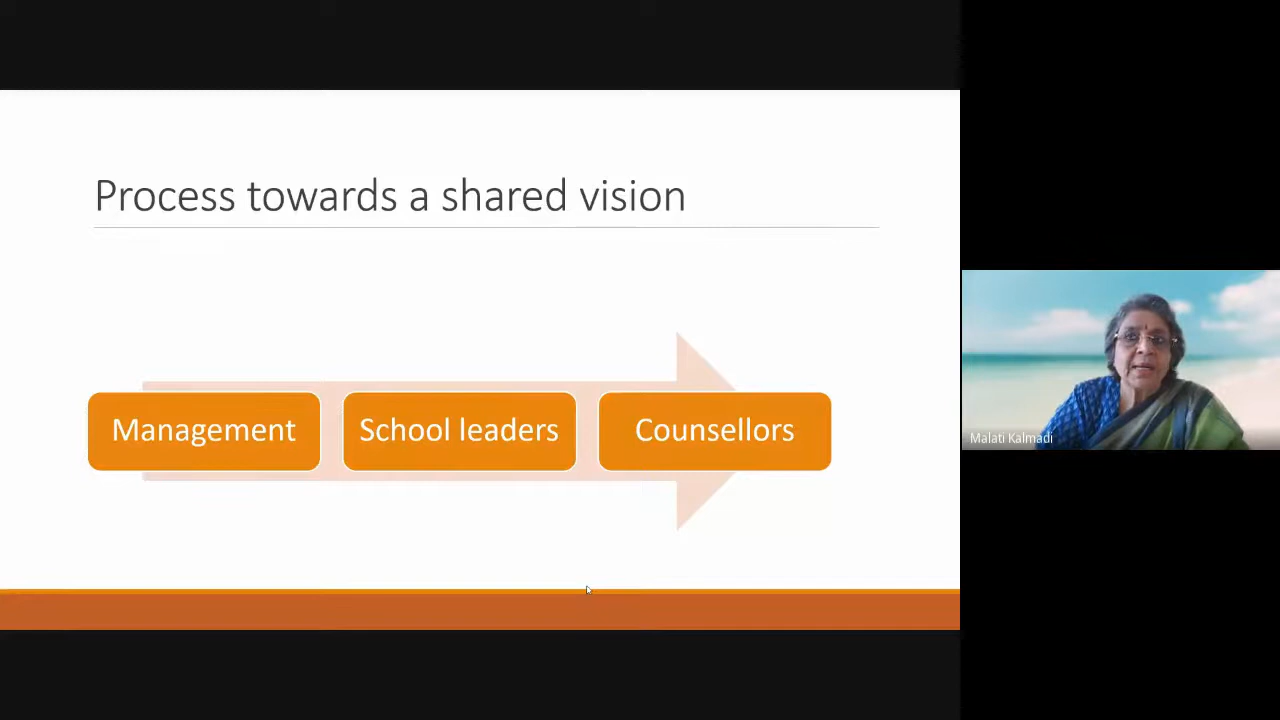 Process towards a shared vision
Management
School leaders
Counsellors
Malati Kalmadi